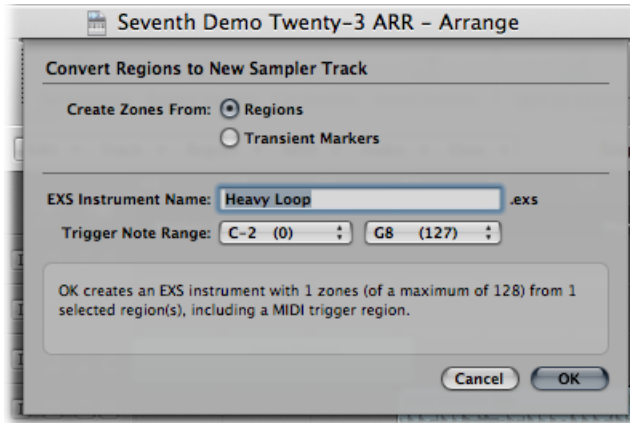 Seventh Demo Twenty-3 ARR – Arrange
Convert Regions to New Sampler Track
Create Zones From: Regions
Transient Markers
EXS Instrument Name: Heavy Loop .exs
Trigger Note Range: C-2 (0) G8 (127)
OK creates an EXS instrument with 1 zones (of a maximum of 128) from 1
selected region(s), including a MIDI trigger region.
Cancel OK